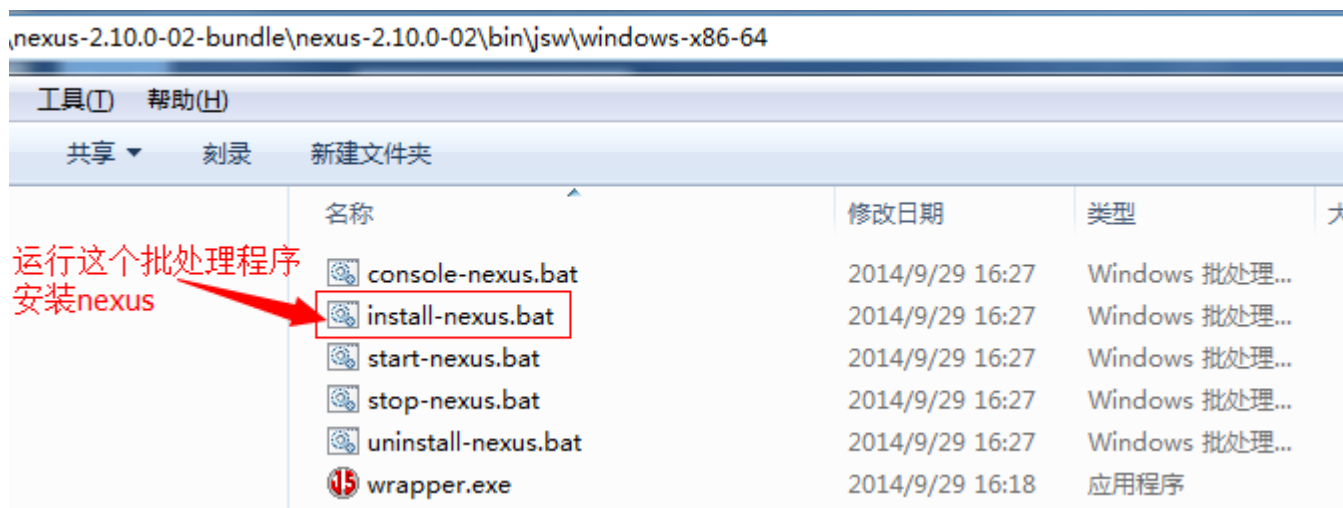 \nexus-2.10.0-02-bundle\nexus-2.10.0-02\bin\jsw\windows-x86-64
工具(T) 帮助(H)
共享 刻录 新建文件夹
名称 修改日期 类型
运行这个批处理程序
安装nexus
console-nexus.bat 2014/9/29 16:27 Windows 批处理...
install-nexus.bat 2014/9/29 16:27 Windows 批处理...
start-nexus.bat 2014/9/29 16:27 Windows 批处理...
stop-nexus.bat 2014/9/29 16:27 Windows 批处理...
uninstall-nexus.bat 2014/9/29 16:27 Windows 批处理...
wrapper.exe 2014/9/29 16:18 应用程序